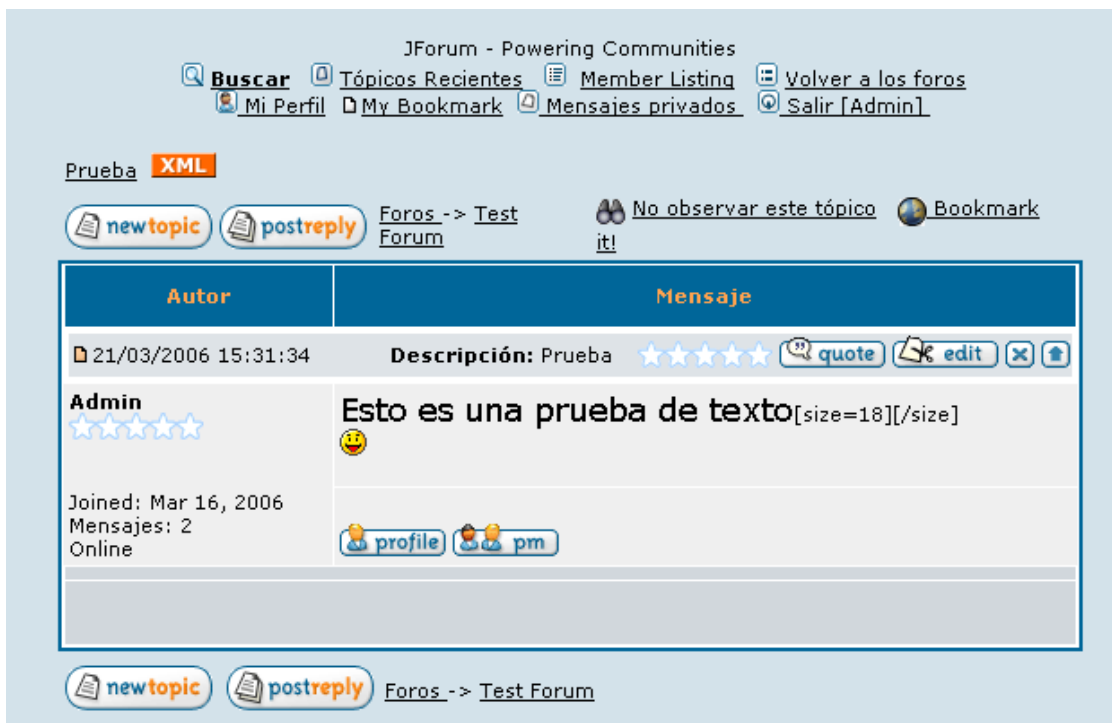 JForum - Powering Communities
Buscar Tópicos Recientes Member Listing Volver a los foros
Mi Perfil My Bookmark Mensajes privados Salir [Admin]
Prueba XML
newtopic postreply Foros -> Test Forum
No observar este tópico Bookmark it!
Autor Mensaje
21/03/2006 15:31:34 Descripción: Prueba quote edit
Admin
Esto es una prueba de texto[size=18][/size]
Joined: Mar 16, 2006
Mensajes: 2
Online
profile pm
newtopic postreply Foros -> Test Forum